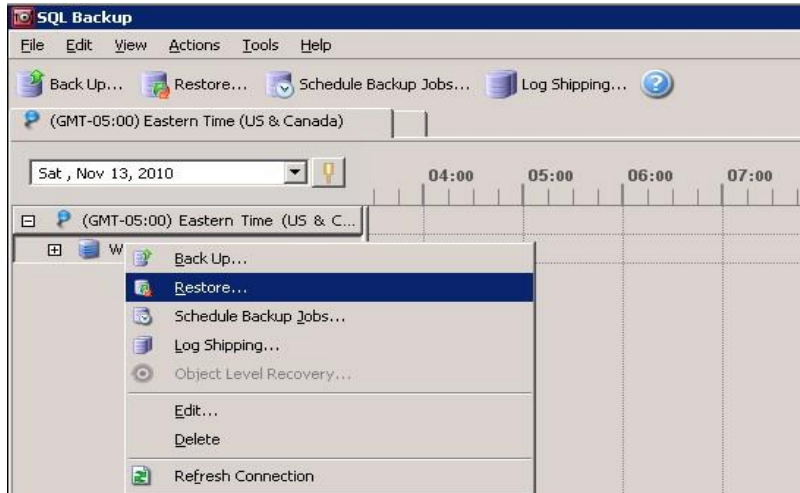 SQL Backup
File Edit View Actions Tools Help
Back Up... Restore... Schedule Backup Jobs... Log Shipping...
(GMT-05:00) Eastern Time (US & Canada)
Sat , Nov 13, 2010
04:00 05:00 06:00 07:00
(GMT-05:00) Eastern Time (US & C...
W
Back Up...
Restore...
Schedule Backup Jobs...
Log Shipping...
Object Level Recovery...
Edit...
Delete
Refresh Connection